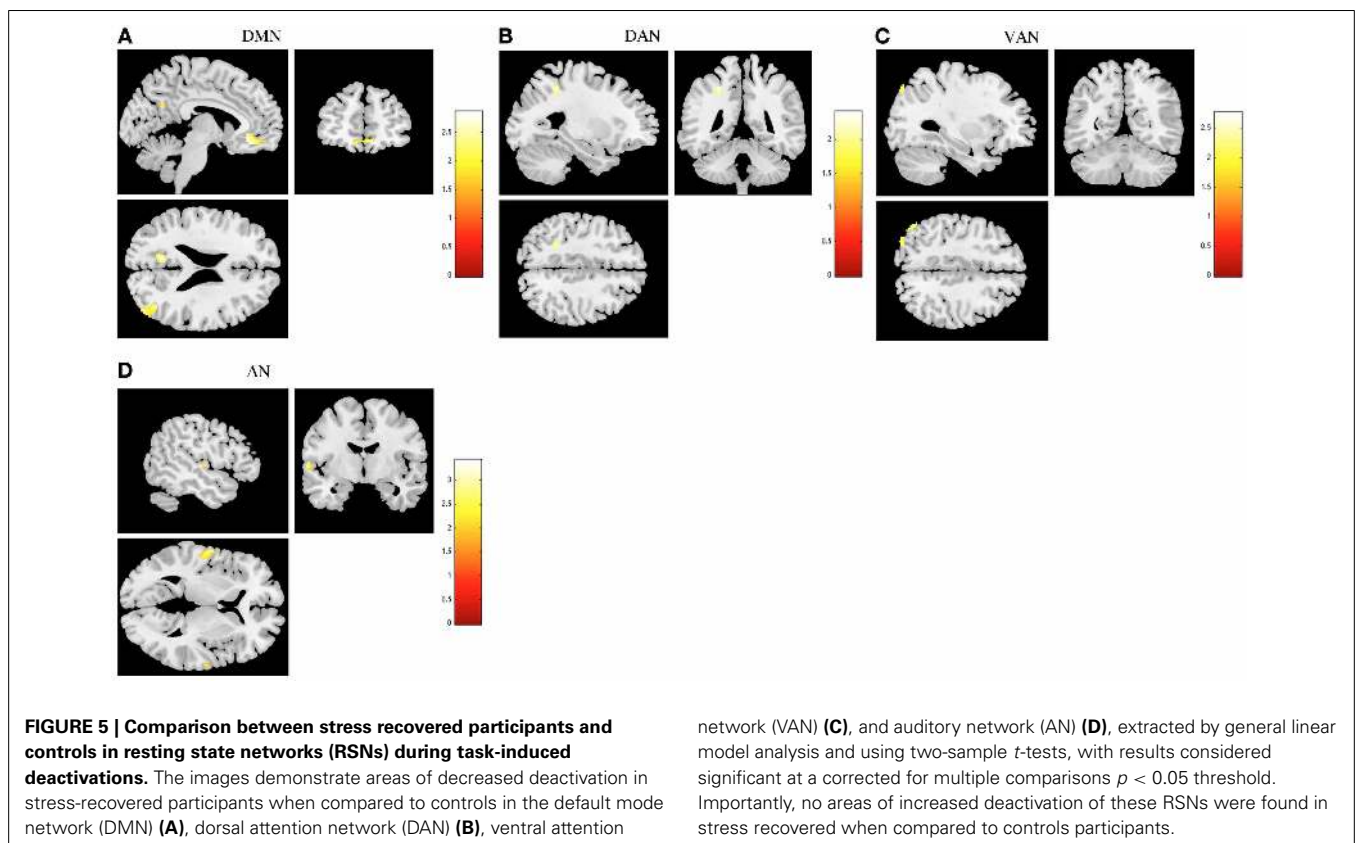 A DMN
B DAN
C VAN
2.5
2
1.5
1
0.5
0
2
1.5
1
0.5
0
2.5
2
1.5
1
0.5
0
D AN
3
2.5
2
1.5
1
0.5
0
FIGURE 5 | Comparison between stress recovered participants and
controls in resting state networks (RSNs) during task-induced
deactivations. The images demonstrate areas of decreased deactivation in
stress-recovered participants when compared to controls in the default mode
network (DMN) (A), dorsal attention network (DAN) (B), ventral attention
network (VAN) (C), and auditory network (AN) (D), extracted by general linear
model analysis and using two-sample t-tests, with results considered
significant at a corrected for multiple comparisons p < 0.05 threshold.
Importantly, no areas of increased deactivation of these RSNs were found in
stress recovered when compared to controls participants.